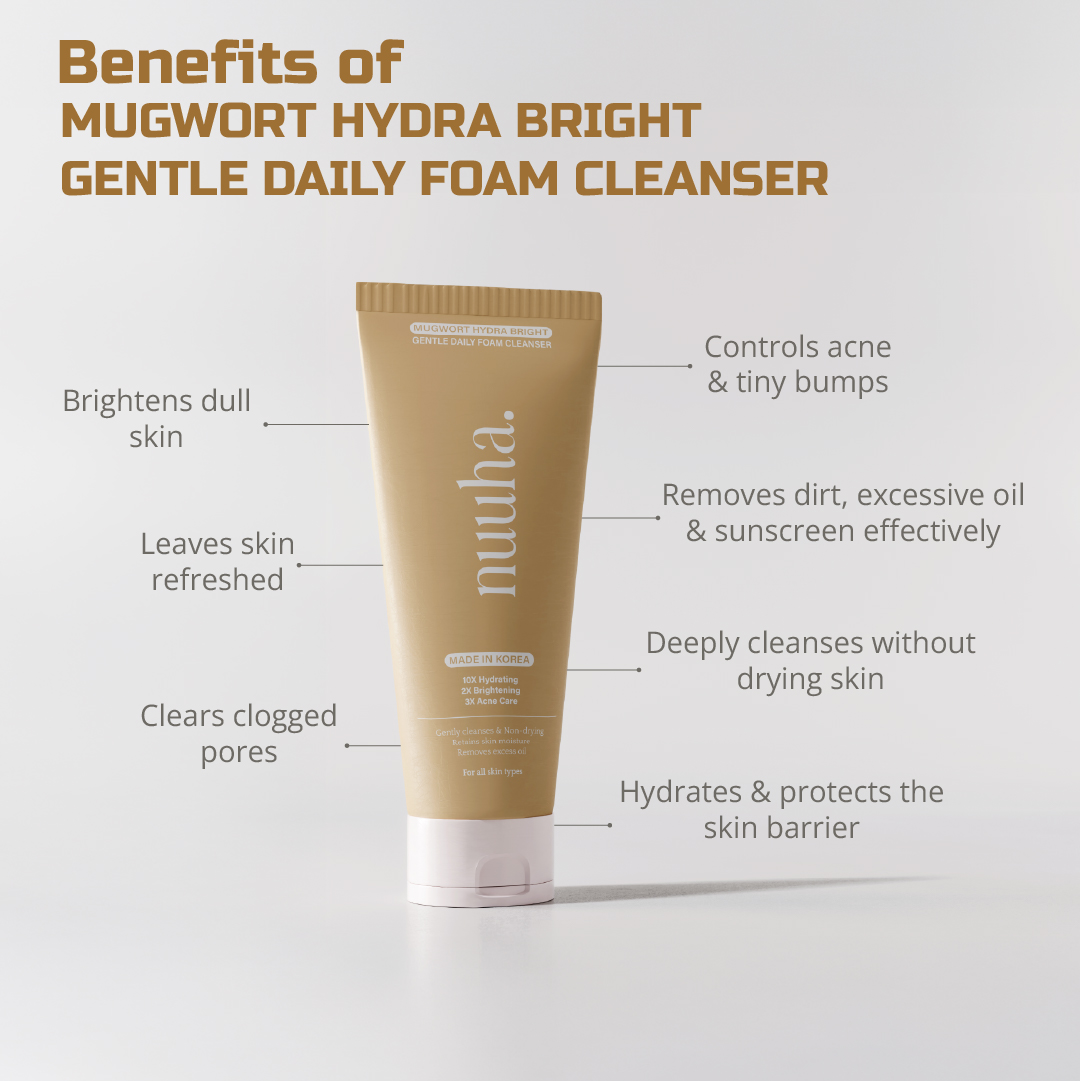 Benefits of
MUGWORT HYDRA BRIGHT
GENTLE DAILY FOAM CLEANSER
MUGWORT HYDRA BRIGHT
GENTLE DAILY FOAM CLEANSER
nuuha.
MADE IN KOREA
10X Hydrating
2X Brightening
3X Acne Care
Gently cleanses & Non-drying
Retains skin moisture
Removes excess oil
For all skin types
Brightens dull
skin
Leaves skin
refreshed
Clears clogged
pores
Controls acne
& tiny bumps
Removes dirt, excessive oil
& sunscreen effectively
Deeply cleanses without
drying skin
Hydrates & protects the
skin barrier